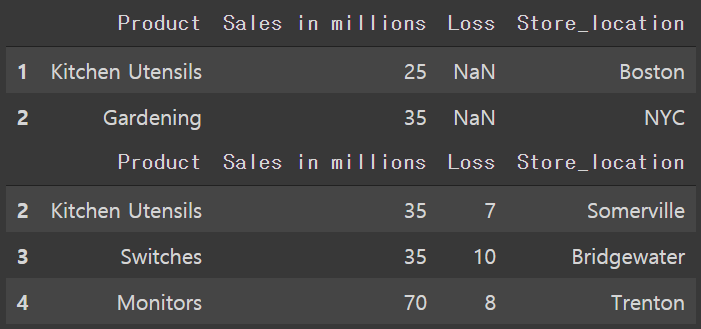 Product Sales in millions Loss Store_location
1 Kitchen Utensils 25 NaN Boston
2 Gardening 35 NaN NYC
Product Sales in millions Loss Store_location
2 Kitchen Utensils 35 7 Somerville
3 Switches 35 10 Bridgewater
4 Monitors 70 8 Trenton